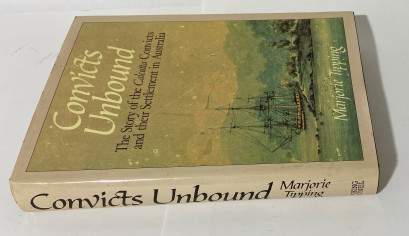 Convicts
Unbound
The Story of the Calcutta Convicts
and their Settlement in Australia
Marjorie Tipping
Convicts Unbound
Marjorie
Tipping